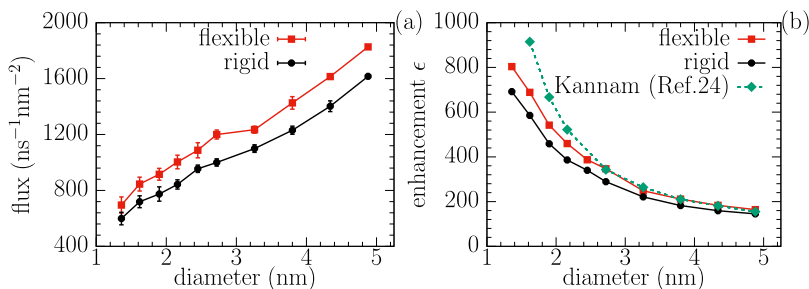 (a)
flux (ns⁻¹nm⁻²)
2000
1600
1200
800
400
flexible
rigid
1 2 3 4 5
diameter (nm)
(b)
enhancement ϵ
1000
800
600
400
200
0
flexible
rigid
Kannam (Ref.24)
1 2 3 4 5
diameter (nm)